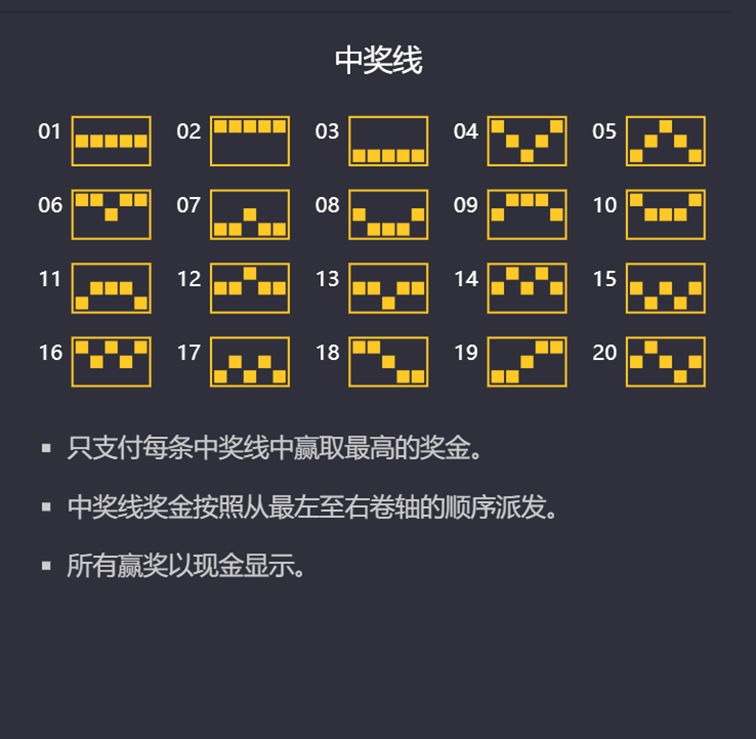 中奖线
01 02 03 04 05
06 07 08 09 10
11 12 13 14 15
16 17 18 19 20
▪ 只支付每条中奖线中赢取最高的奖金。
▪ 中奖线奖金按照从最左至右卷轴的顺序派发。
▪ 所有赢奖以现金显示。